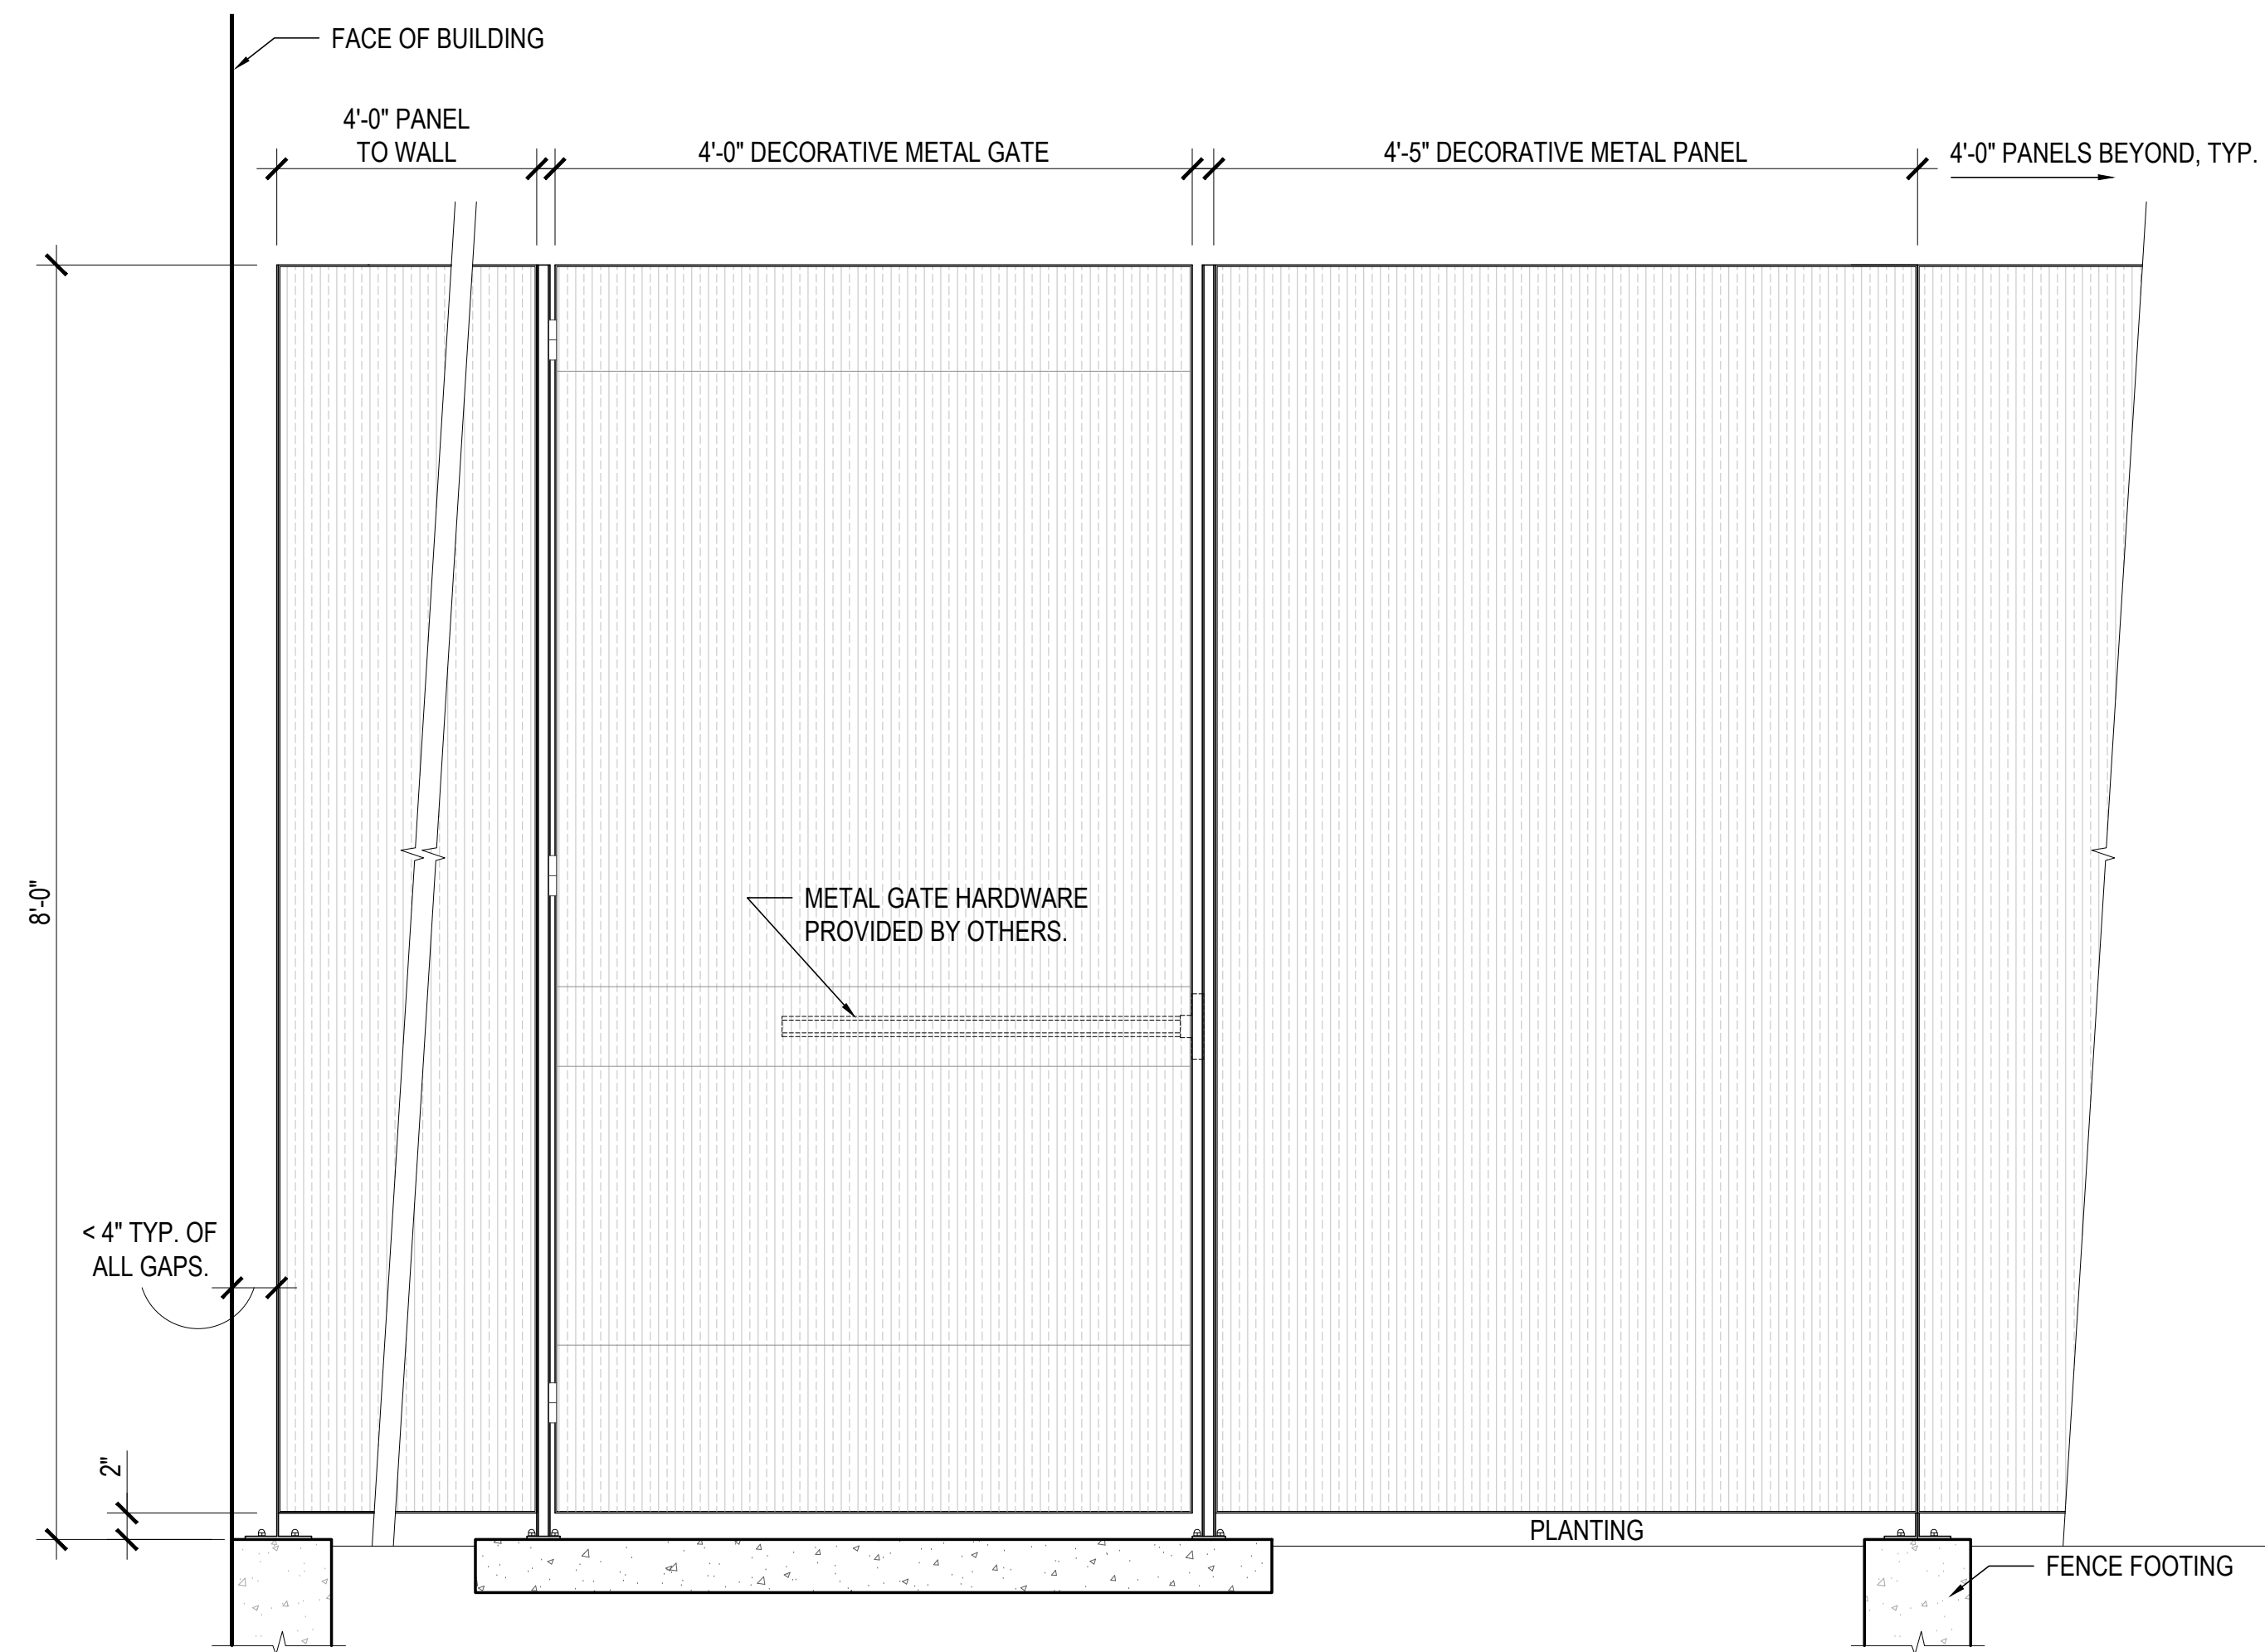 FACE OF BUILDING
4'-0" PANEL
TO WALL
4'-0" DECORATIVE METAL GATE
4'-5" DECORATIVE METAL PANEL
4'-0" PANELS BEYOND, TYP.
8'-0"
METAL GATE HARDWARE
PROVIDED BY OTHERS.
< 4" TYP. OF
ALL GAPS.
2"
PLANTING
FENCE FOOTING